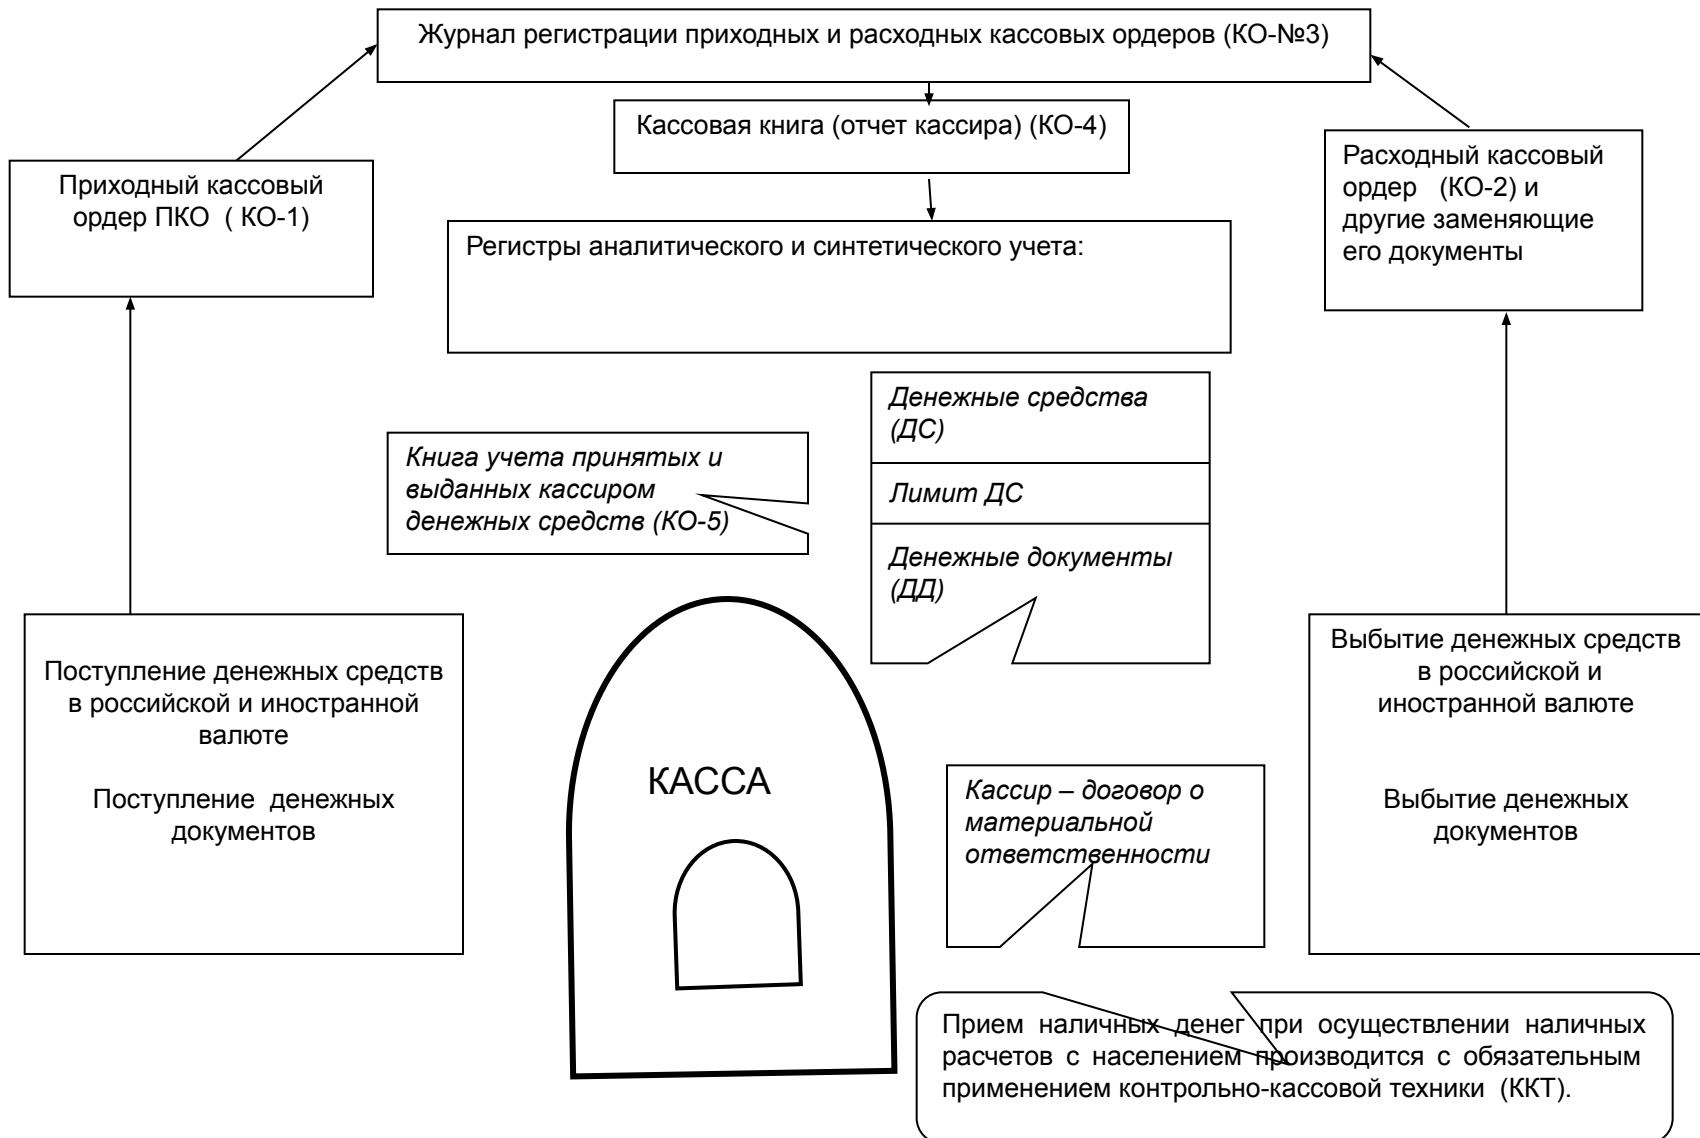 Журнал регистрации приходных и расходных кассовых ордеров (КО-№3)
Кассовая книга (отчет кассира) (КО-4)
Приходный кассовый
ордер ПКО ( КО-1)
Расходный кассовый
ордер (КО-2) и
другие заменяющие
его документы
Регистры аналитического и синтетического учета:
Денежные средства
(ДС)
Лимит ДС
Денежные документы
(ДД)
Книга учета принятых и
выданных кассиром
денежных средств (КО-5)
Поступление денежных средств
в российской и иностранной
валюте
Поступление денежных
документов
КАССА
Кассир – договор о
материальной
ответственности
Выбытие денежных средств
в российской и
иностранной валюте
Выбытие денежных
документов
Прием наличных денег при осуществлении наличных
расчетов с населением производится с обязательным
применением контрольно-кассовой техники (ККТ).